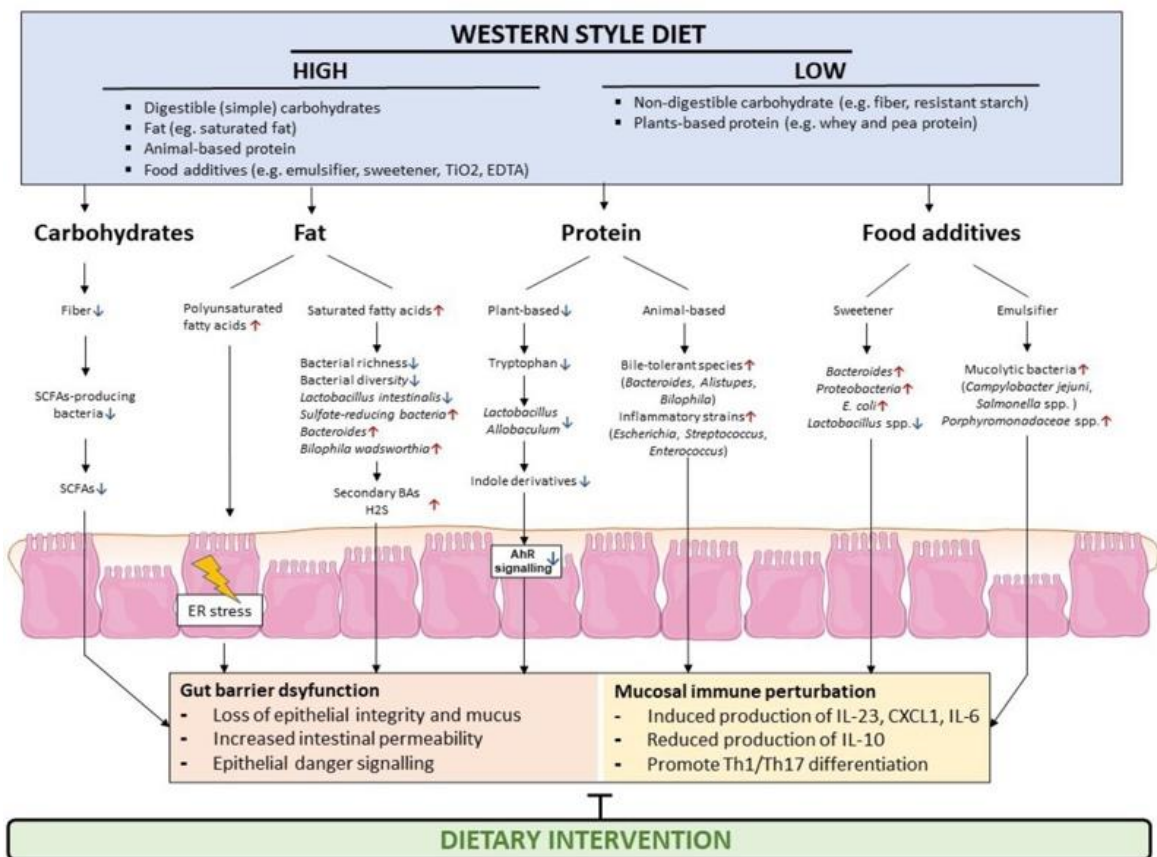 WESTERN STYLE DIET
HIGH
▪ Digestible (simple) carbohydrates
▪ Fat (eg. saturated fat)
▪ Animal-based protein
▪ Food additives (e.g. emulsifier, sweetener, TiO2, EDTA)
LOW
▪ Non-digestible carbohydrate (e.g. fiber, resistant starch)
▪ Plants-based protein (e.g. whey and pea protein)
Carbohydrates
Fiber↓
SCFAs-producing
bacteria↓
SCFAs↓
Fat
Polyunsaturated
fatty acids↑
Saturated fatty acids↑
Bacterial richness↓
Bacterial diversity↓
Lactobacillus intestinalis↓
Sulfate-reducing bacteria↑
Bacteroides↑
Bilophila wadsworthia↑
Secondary BAs
H2S ↑
Protein
Plant-based↓
Tryptophan↓
Lactobacillus
Allobaculum ↓
Indole derivatives↓
Animal-based
Bile-tolerant species↑
(Bacteroides, Alistupes,
Bilophila)
Inflammatory strains↑
(Escherichia, Streptococcus,
Enterococcus)
Food additives
Sweetener
Bacteroides↑
Proteobacteria↑
E. coli↑
Lactobacillus spp.↓
Emulsifier
Mucolytic bacteria↑
(Campylobacter jejuni,
Salmonella spp. )
Porphyromonadaceae spp.↑
ER stress
AhR
signalling↓
Gut barrier dsyfunction
- Loss of epithelial integrity and mucus
- Increased intestinal permeability
- Epithelial danger signalling
Mucosal immune perturbation
- Induced production of IL-23, CXCL1, IL-6
- Reduced production of IL-10
- Promote Th1/Th17 differentiation
DIETARY INTERVENTION